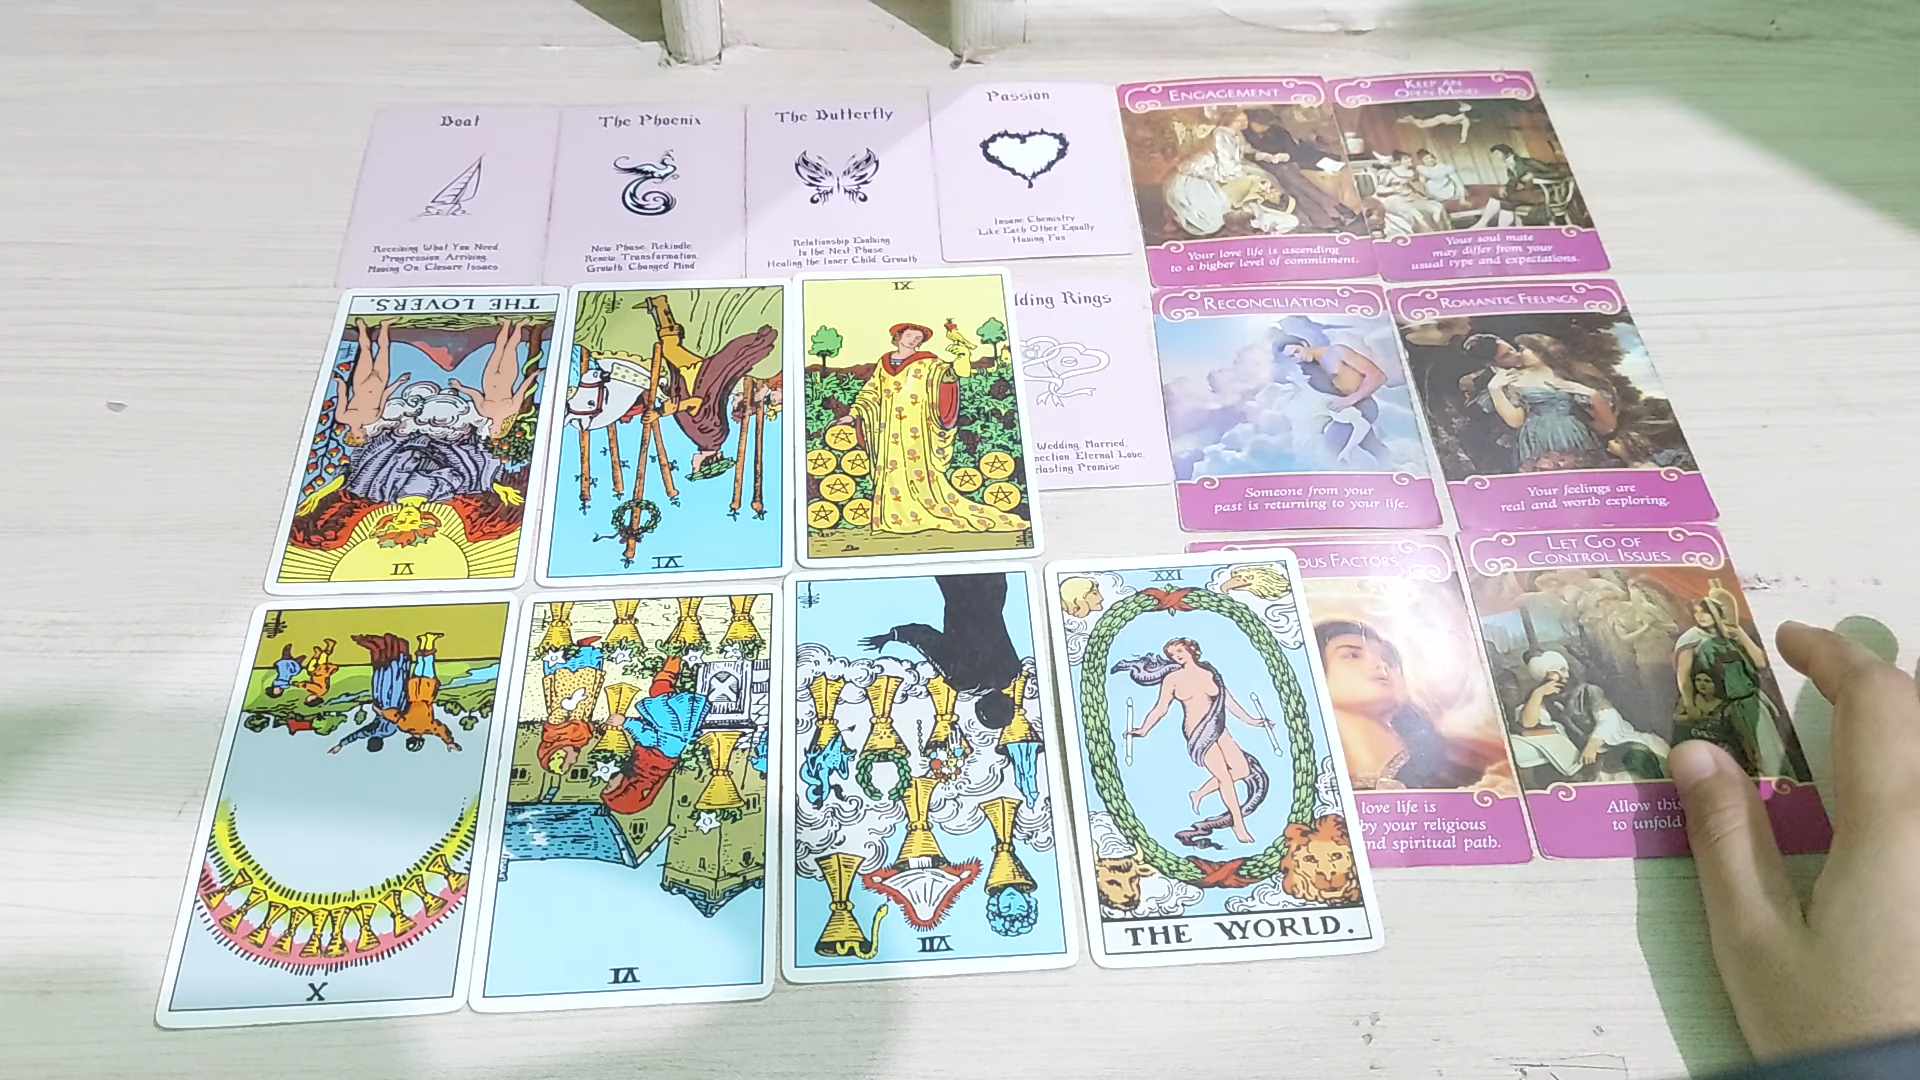 Boat
Receiving What You Need,
Progression, Arriving,
Moving On, Closure Issues
The Phoenix
New Phase, Rekindle,
Renew, Transformation,
Growth, Changed Mind
The Butterfly
Relationship Evolving
to the Next Phase
Healing the Inner Child, Growth
Passion
Insane Chemistry
Like Each Other Equally
Having Fun
ENGAGEMENT
Your love life is ascending
to a higher level of commitment.
KEEP AN
OPEN MIND
Your soul mate
may differ from your
usual type and expectations.
THE LOVERS.
VI
VI
IX
dding Rings
Wedding, Married,
nection, Eternal Love,
rlasting Promise
RECONCILIATION
Someone from your
past is returning to your life.
ROMANTIC FEELINGS
Your feelings are
real and worth exploring.
X
VI
VII
XXI
THE WORLD.
OUS FACTORS
love life is
by your religious
nd spiritual path.
LET GO OF
CONTROL ISSUES
Allow this
to unfold